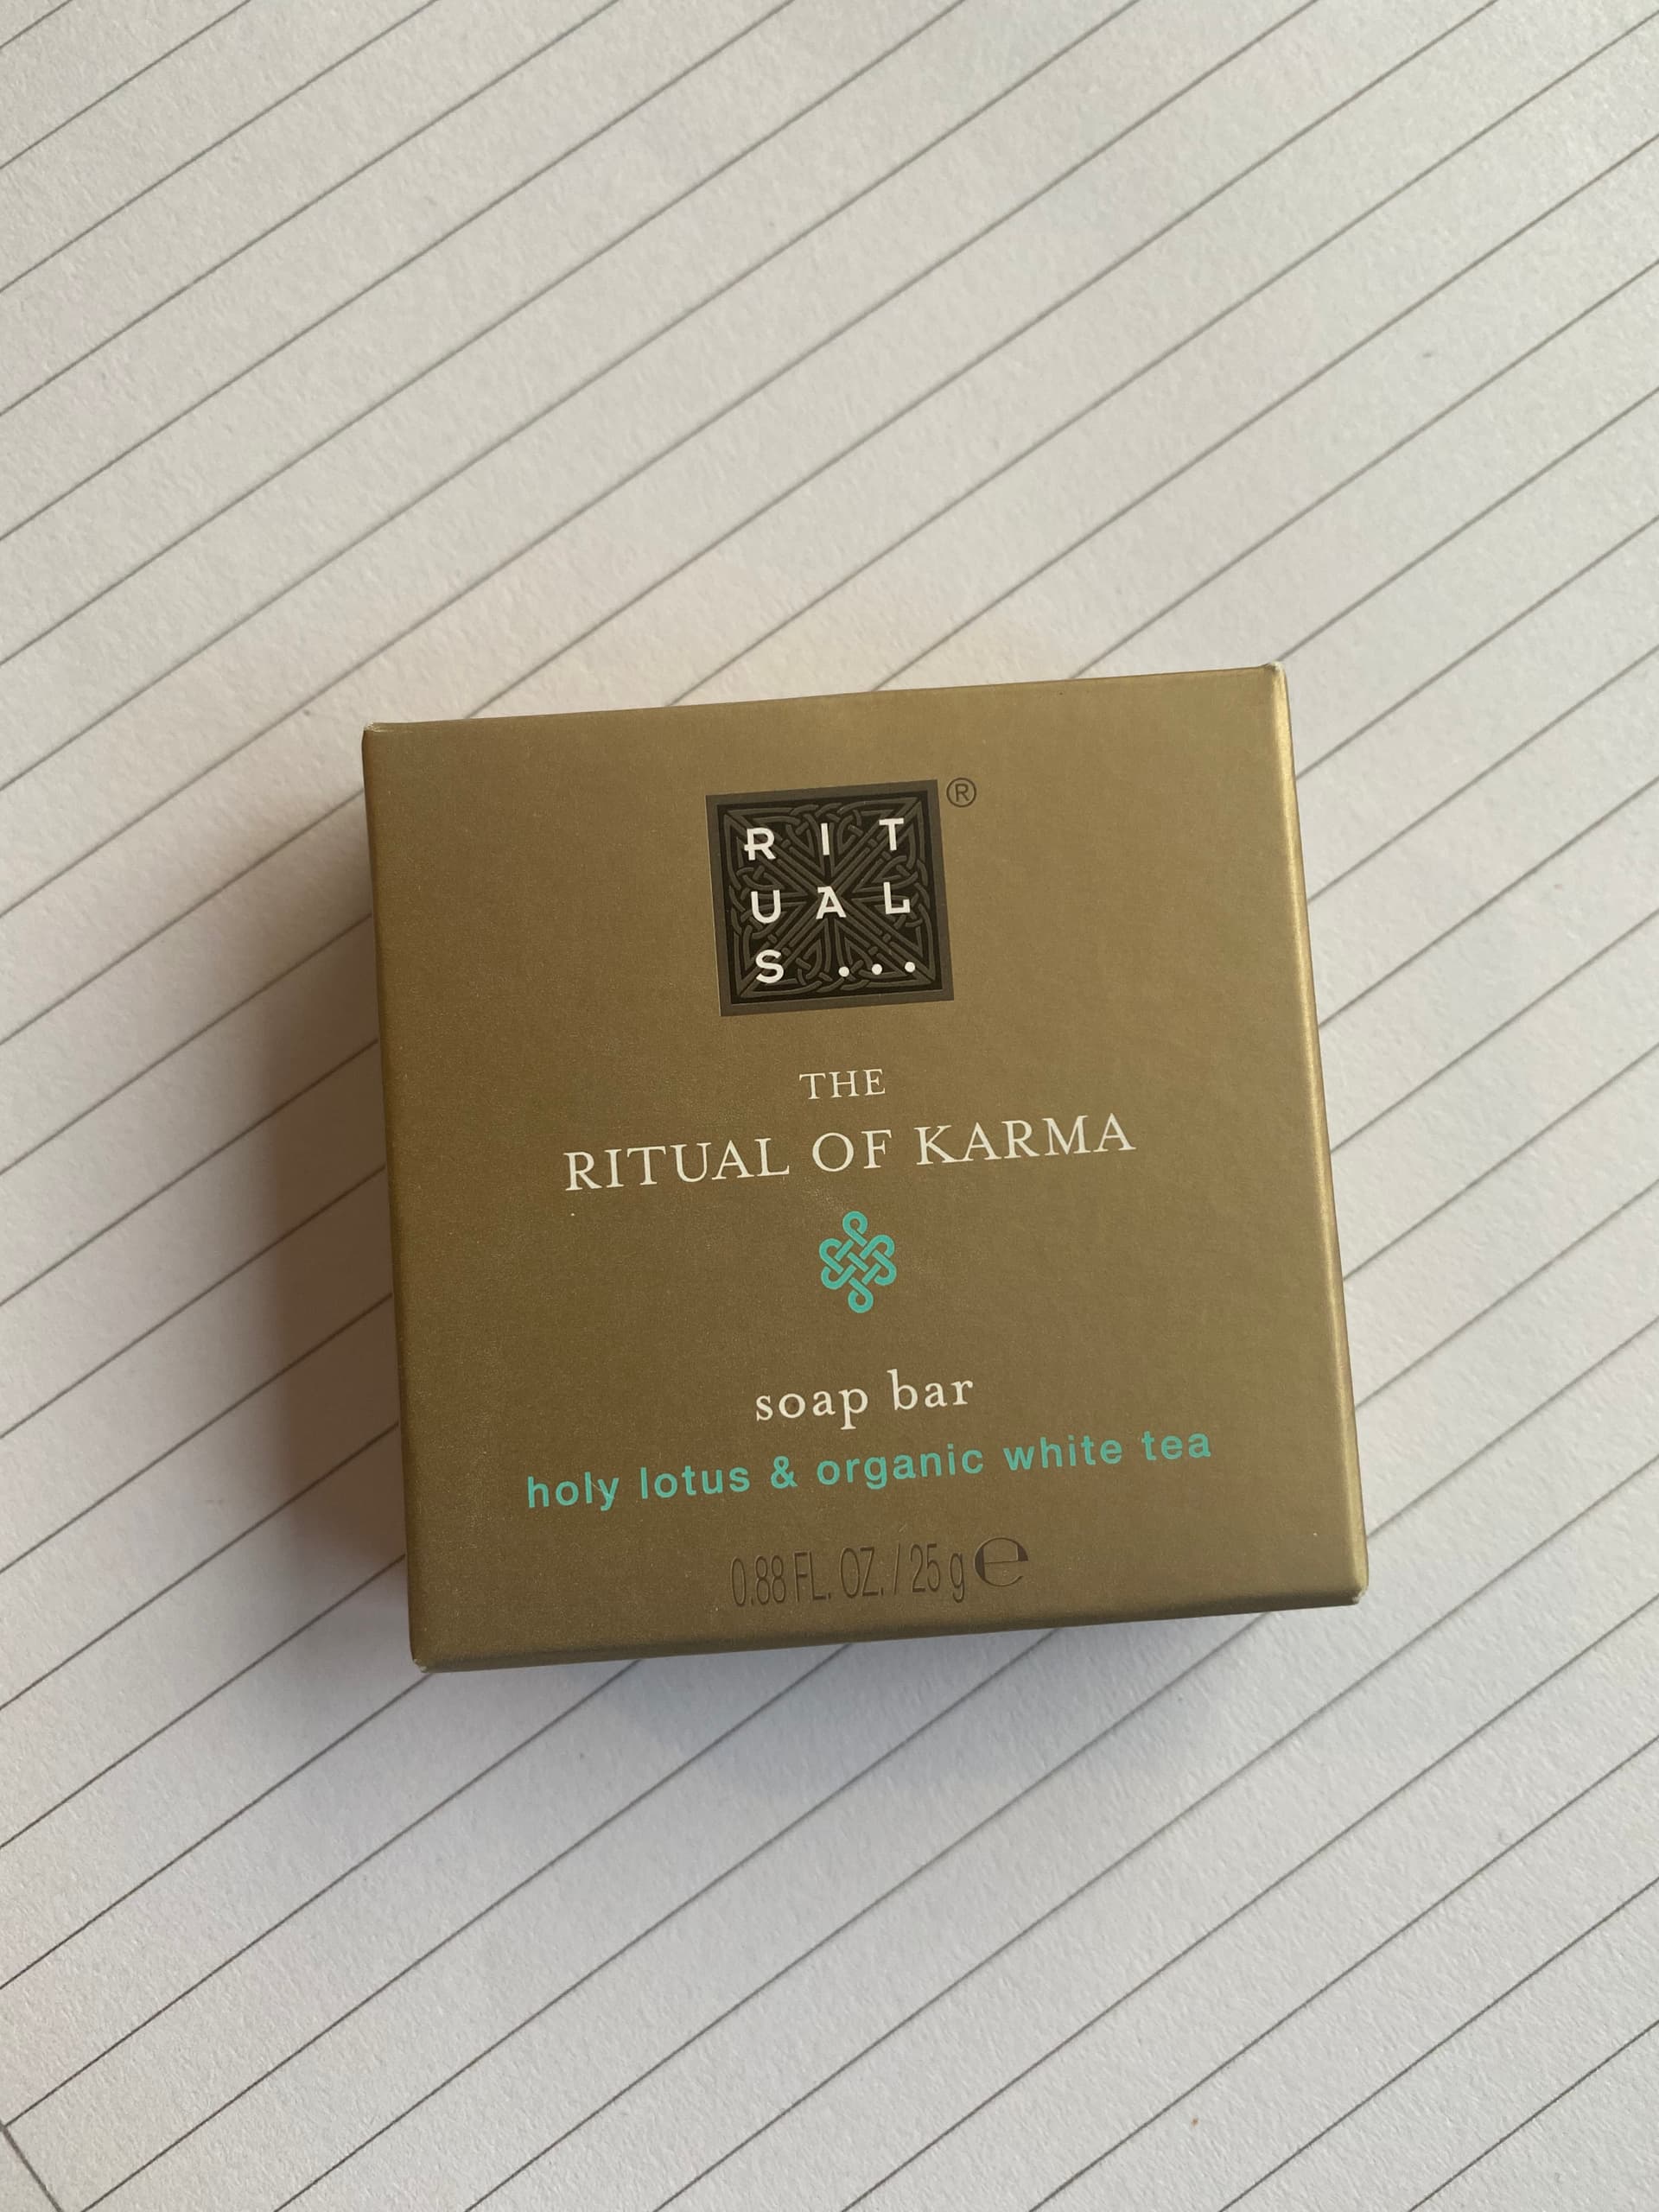 RIT
UAL
S...
®
THE
RITUAL OF KARMA
soap bar
holy lotus & organic white tea
0.88 FL. OZ. / 25 g ℮